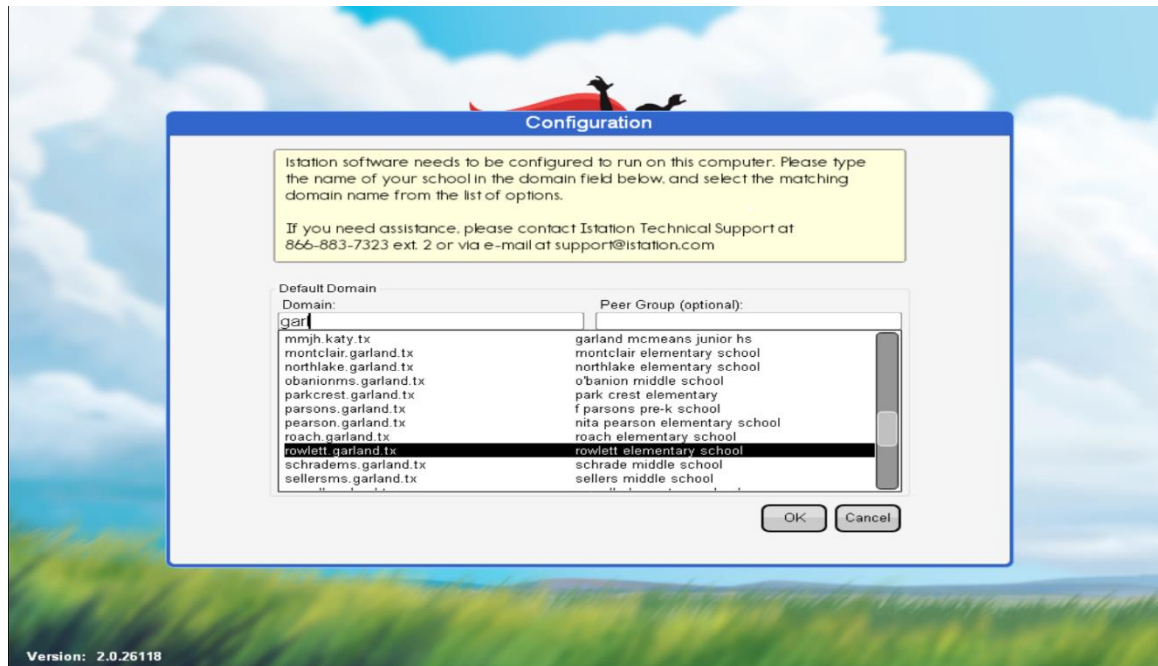 Configuration
Istation software needs to be configured to run on this computer. Please type
the name of your school in the domain field below, and select the matching
domain name from the list of options.
If you need assistance, please contact Istation Technical Support at
866-883-7323 ext. 2 or via e-mail at support@istation.com
Default Domain
Domain: Peer Group (optional):
garl
mmjh.katy.tx garland mcmeans junior hs
montclair.garland.tx montclair elementary school
northlake.garland.tx northlake elementary school
obanionms.garland.tx o'banion middle school
parkcrest.garland.tx park crest elementary
parsons.garland.tx f parsons pre-k school
pearson.garland.tx nita pearson elementary school
roach.garland.tx roach elementary school
rowlett.garland.tx rowlett elementary school
schradems.garland.tx schrade middle school
sellersms.garland.tx sellers middle school
OK Cancel
Version: 2.0.26118